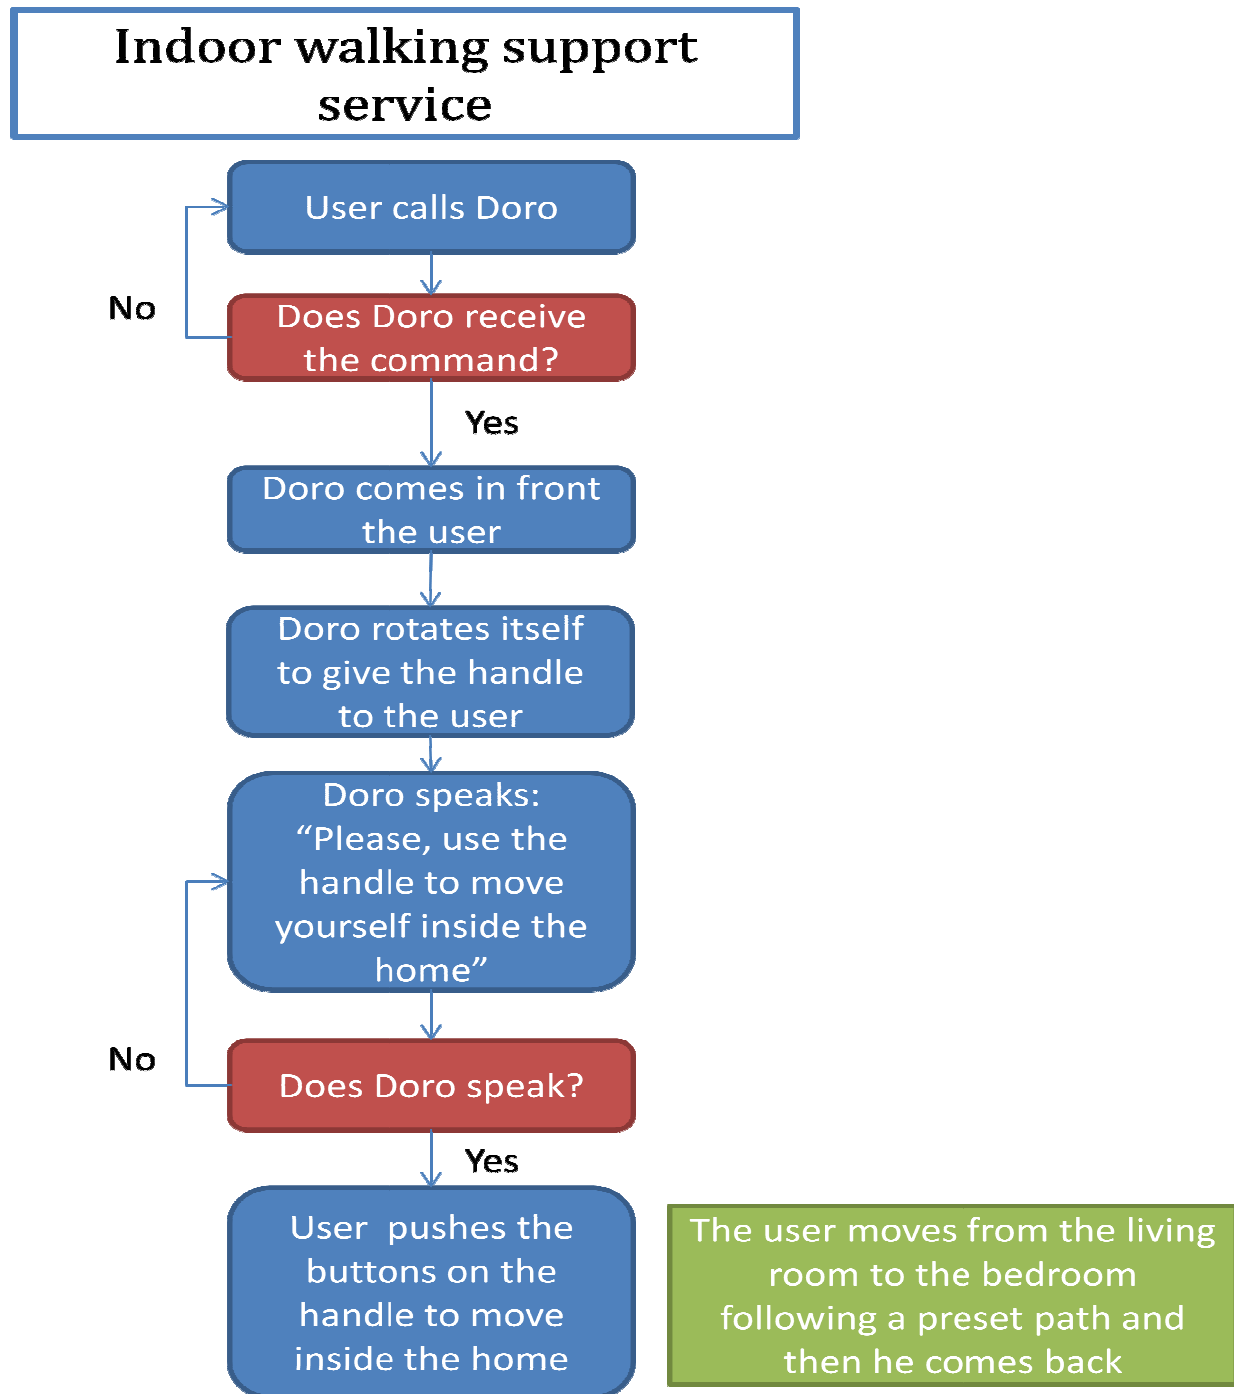 Indoor walking support
service
User calls Doro
No
Does Doro receive
the command?
Yes
Doro comes in front
the user
Doro rotates itself
to give the handle
to the user
Doro speaks:
“Please, use the
handle to move
yourself inside the
home”
No
Does Doro speak?
Yes
User  pushes the
buttons on the
handle to move
inside the home
The user moves from the living
room to the bedroom
following a preset path and
then he comes back